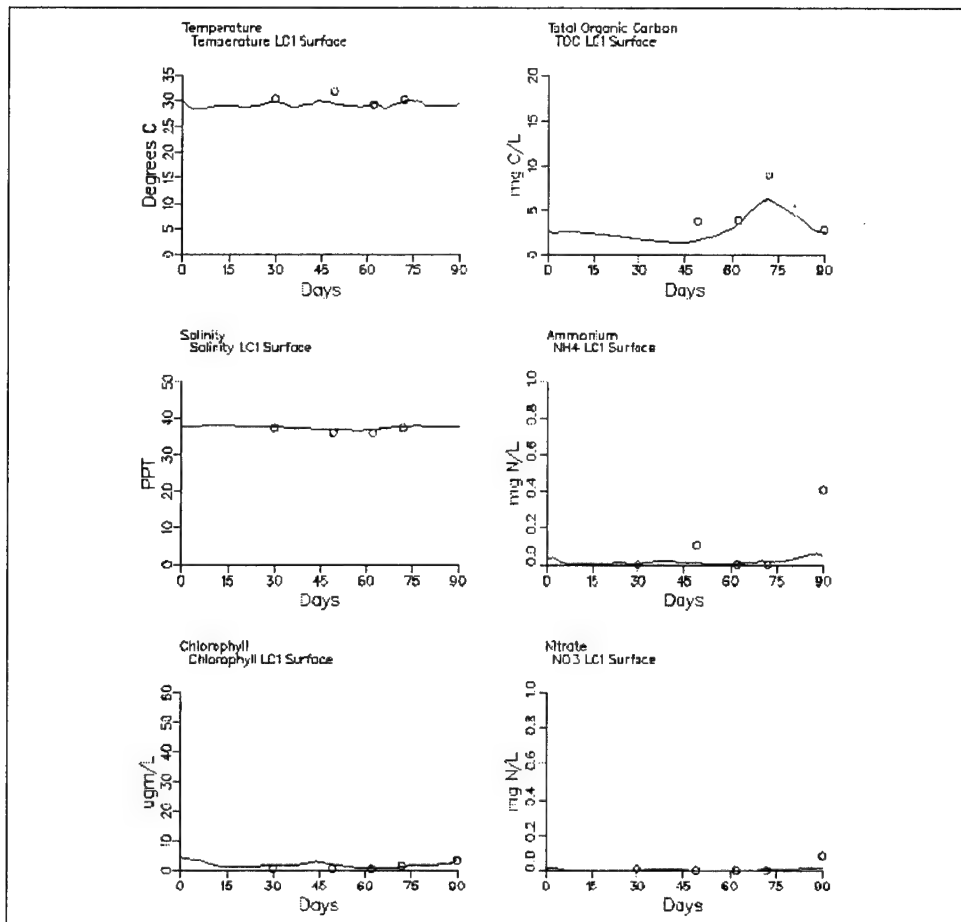 Temperature
Temperature LC1 Surface
Degrees C
0 5 10 15 20 25 30 35
0 15 30 45 60 75 90
Days
Total Organic Carbon
TOC LC1 Surface
mg C/L
0 5 10 15 20
0 15 30 45 60 75 90
Days
Salinity
Salinity LC1 Surface
PPT
0 10 20 30 40 50
0 15 30 45 60 75 90
Days
Ammonium
NH4 LC1 Surface
mg N/L
0.0 0.2 0.4 0.6 0.8 1.0
0 15 30 45 60 75 90
Days
Chlorophyll
Chlorophyll LC1 Surface
ugm/L
0 10 20 30 40 50 60
0 15 30 45 60 75 90
Days
Nitrate
NO3 LC1 Surface
mg N/L
0.0 0.2 0.4 0.6 0.8 1.0
0 15 30 45 60 75 90
Days